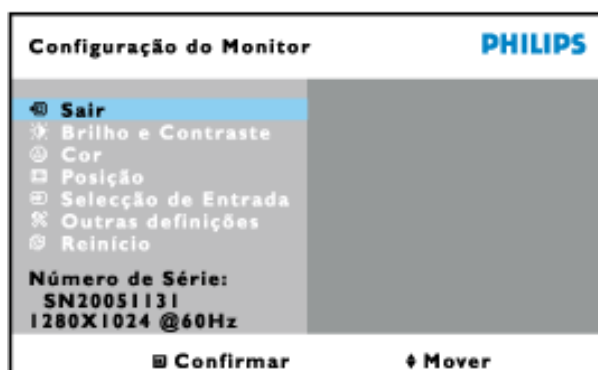 Configuração do Monitor
PHILIPS
Sair
Brilho e Contraste
Cor
Posição
Selecção de Entrada
Outras definições
Reinício
Número de Série:
SN20051131
1280X1024 @60Hz
Confirmar
Mover